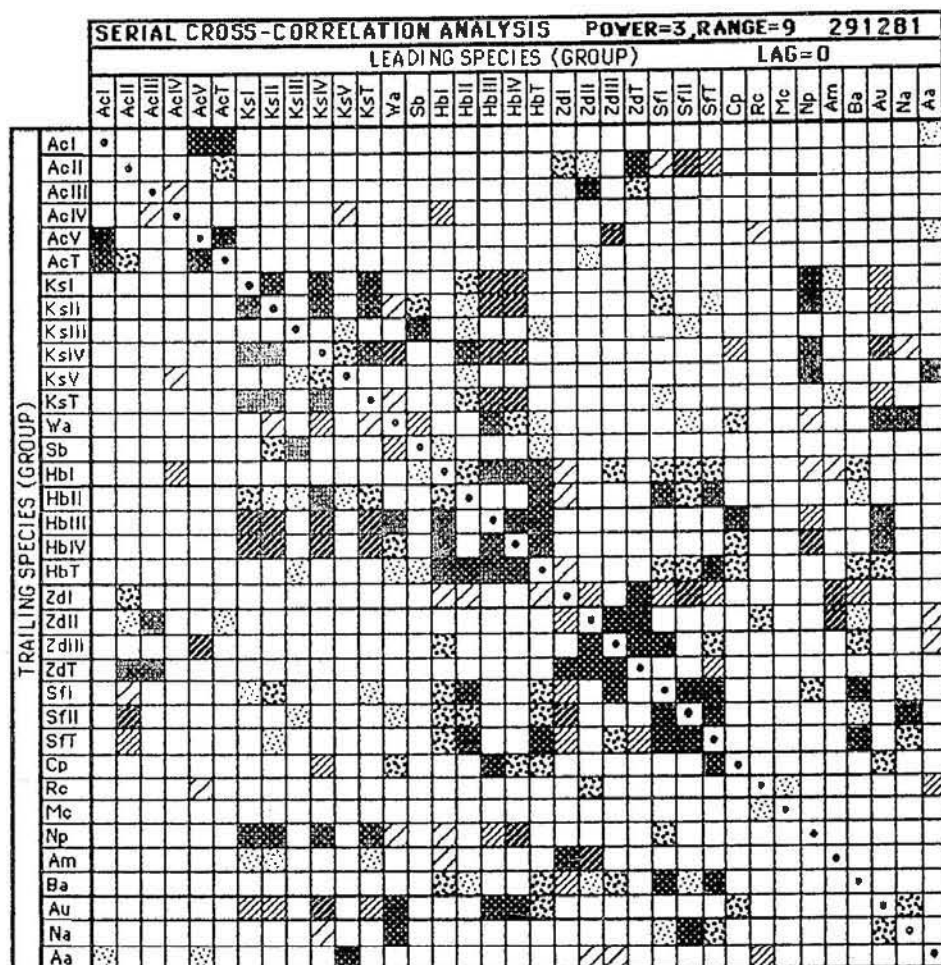 SERIAL CROSS-CORRELATION ANALYSIS POWER=3, RANGE=9 291281
LEADING SPECIES (GROUP) LAG=0
AcI AcII AcIII AcIV AcV AcT KsI KsII KsIII KsIV KsV KsT Wa Sb HbI HbII HbIII HbIV HbT ZdI ZdII ZdIII ZdT SfI SfII SfT Cp Rc Mc Np Am Ba Au Na Aa
TRAILING SPECIES (GROUP)
AcI
AcII
AcIII
AcIV
AcV
AcT
KsI
KsIi
KsIii
KsIV
KsV
KsT
Wa
Sb
HbI
HbII
HbIII
HbIV
HbT
ZdI
ZdII
ZdIII
ZdT
SfI
SfII
SfT
Cp
Rc
Mc
Np
Am
Ba
Au
Na
Aa